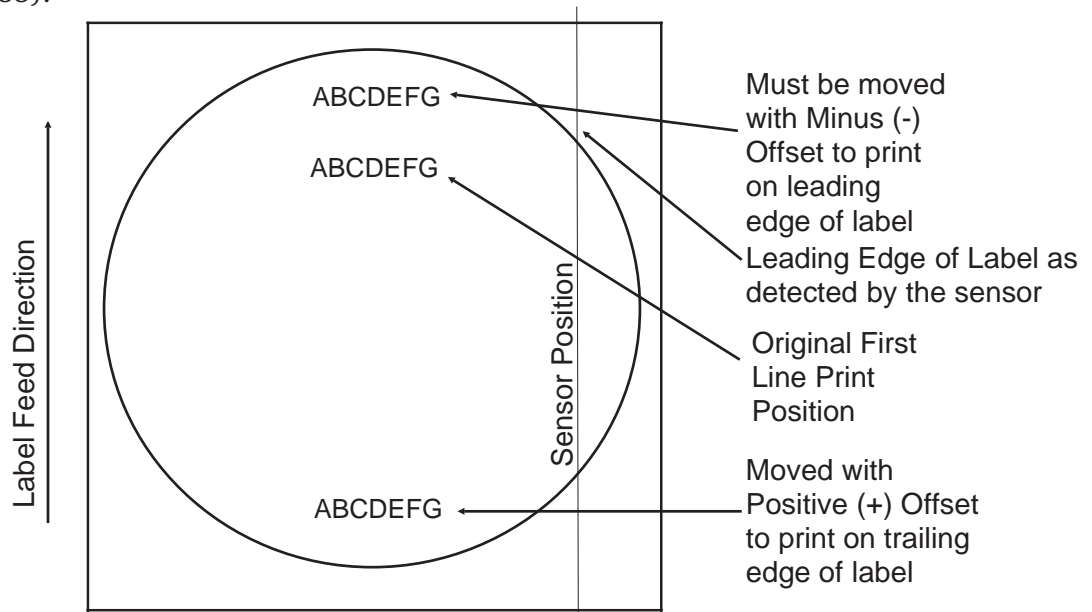 ABCDEFG
ABCDEFG
ABCDEFG
Label Feed Direction
Sensor Position
Must be moved
with Minus (-)
Offset to print
on leading
edge of label
Leading Edge of Label as
detected by the sensor
Original First
Line Print
Position
Moved with
Positive (+) Offset
to print on trailing
edge of label